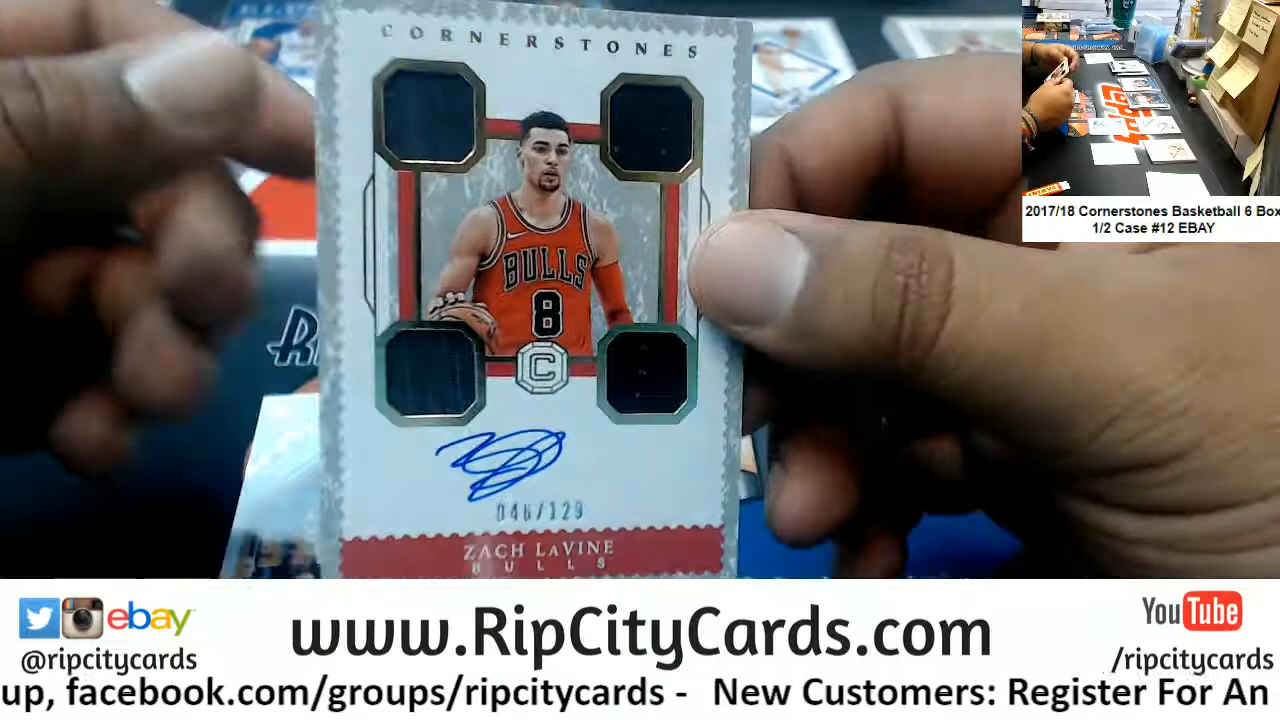 CORNERSTONES
BULLS
8
C
/129
ZACH LaVINE
BULLS
2017/18 Cornerstones Basketball 6 Box
1/2 Case #12 EBAY
ebay
@ripcitycards
www.RipCityCards.com
YouTube
/ripcitycards
up, facebook.com/groups/ripcitycards - New Customers: Register For An